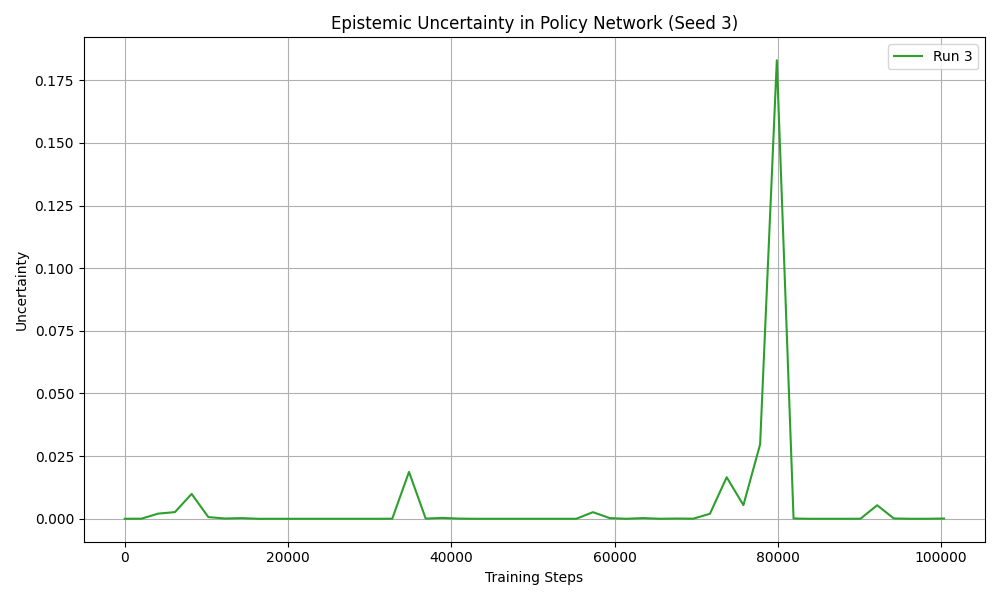 Epistemic Uncertainty in Policy Network (Seed 3)
Run 3
Uncertainty
0.175
0.150
0.125
0.100
0.075
0.050
0.025
0.000
0 20000 40000 60000 80000 100000
Training Steps